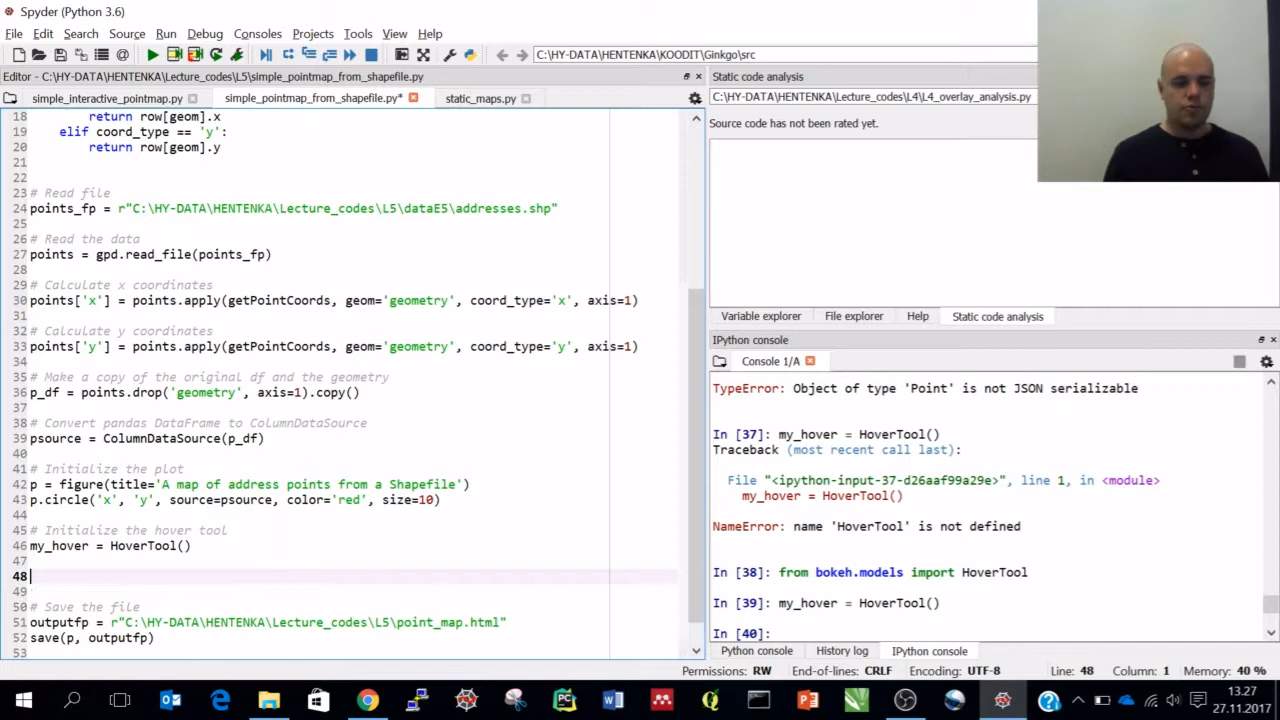 Spyder (Python 3.6)
File Edit Search Source Run Debug Consoles Projects Tools View Help
C:\HY-DATA\HENTENKA\KOODIT\Ginkgo\src
Editor - C:\HY-DATA\HENTENKA\Lecture_codes\L5\simple_pointmap_from_shapefile.py
simple_interactive_pointmap.py simple_pointmap_from_shapefile.py* static_maps.py
18 return row[geom].x
19 elif coord_type == 'y':
20 return row[geom].y
21
22
23 # Read file
24 points_fp = r"C:\HY-DATA\HENTENKA\Lecture_codes\L5\dataE5\addresses.shp"
25
26 # Read the data
27 points = gpd.read_file(points_fp)
28
29 # Calculate x coordinates
30 points['x'] = points.apply(getPointCoords, geom='geometry', coord_type='x', axis=1)
31
32 # Calculate y coordinates
33 points['y'] = points.apply(getPointCoords, geom='geometry', coord_type='y', axis=1)
34
35 # Make a copy of the original df and the geometry
36 p_df = points.drop('geometry', axis=1).copy()
37
38 # Convert pandas DataFrame to ColumnDataSource
39 psource = ColumnDataSource(p_df)
40
41 # Initialize the plot
42 p = figure(title='A map of address points from a Shapefile')
43 p.circle('x', 'y', source=psource, color='red', size=10)
44
45 # Initialize the hover tool
46 my_hover = HoverTool()
47
48
49
50 # Save the file
51 outputfp = r"C:\HY-DATA\HENTENKA\Lecture_codes\L5\point_map.html"
52 save(p, outputfp)
53
Static code analysis
C:\HY-DATA\HENTENKA\Lecture_codes\L4\L4_overlay_analysis.py
Source code has not been rated yet.
Variable explorer File explorer Help Static code analysis
IPython console
Console 1/A
TypeError: Object of type 'Point' is not JSON serializable
In [37]: my_hover = HoverTool()
Traceback (most recent call last):
File "<ipython-input-37-d26aaf99a29e>", line 1, in <module>
my_hover = HoverTool()
NameError: name 'HoverTool' is not defined
In [38]: from bokeh.models import HoverTool
In [39]: my_hover = HoverTool()
In [40]:
Python console History log IPython console
Permissions: RW End-of-lines: CRLF Encoding: UTF-8 Line: 48 Column: 1 Memory: 40 %
13.27
27.11.2017